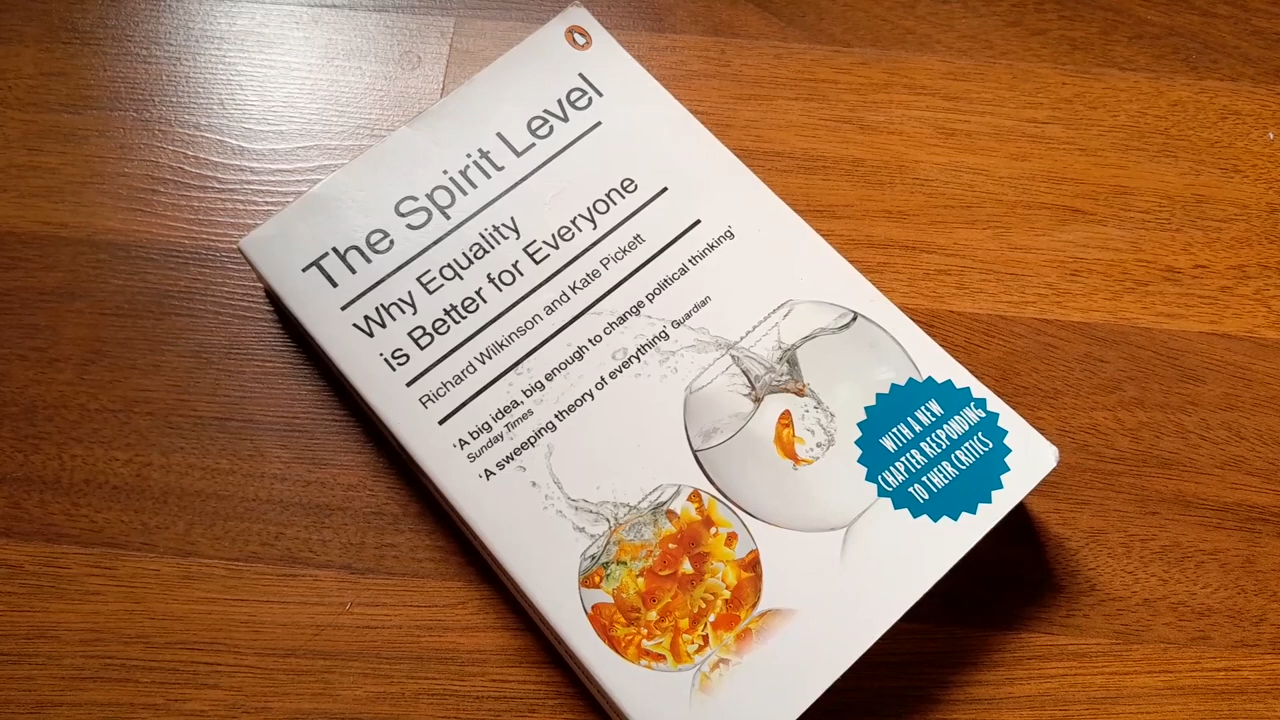 The Spirit Level
Why Equality
is Better for Everyone
Richard Wilkinson and Kate Pickett
‘A big idea, big enough to change political thinking’
Sunday Times
‘A sweeping theory of everything’ Guardian
WITH A NEW
CHAPTER RESPONDING
TO THEIR CRITICS